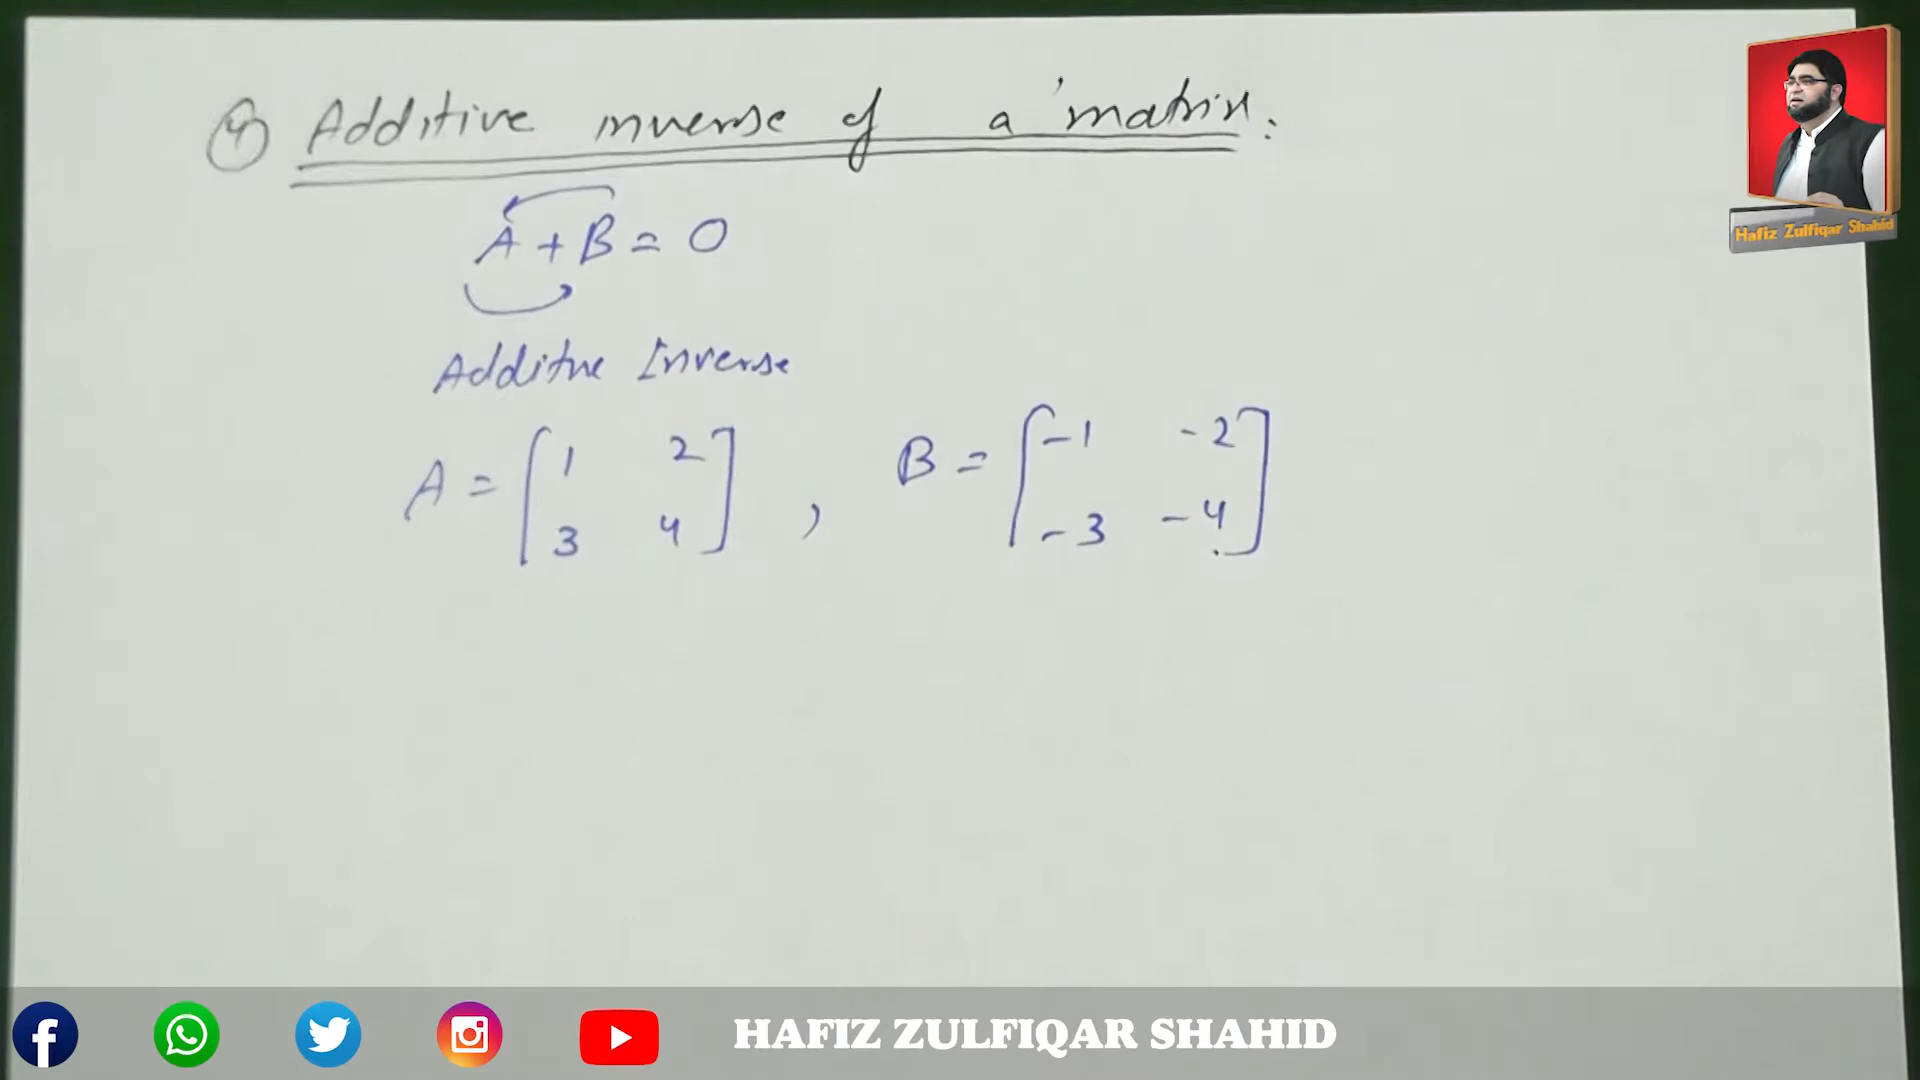 ④ Additive inverse of a matrix:
A + B = 0
Additive Inverse
A = [1 2
3 4] , B = [-1 -2
-3 -4]
Hafiz Zulfiqar Shahid
HAFIZ ZULFIQAR SHAHID